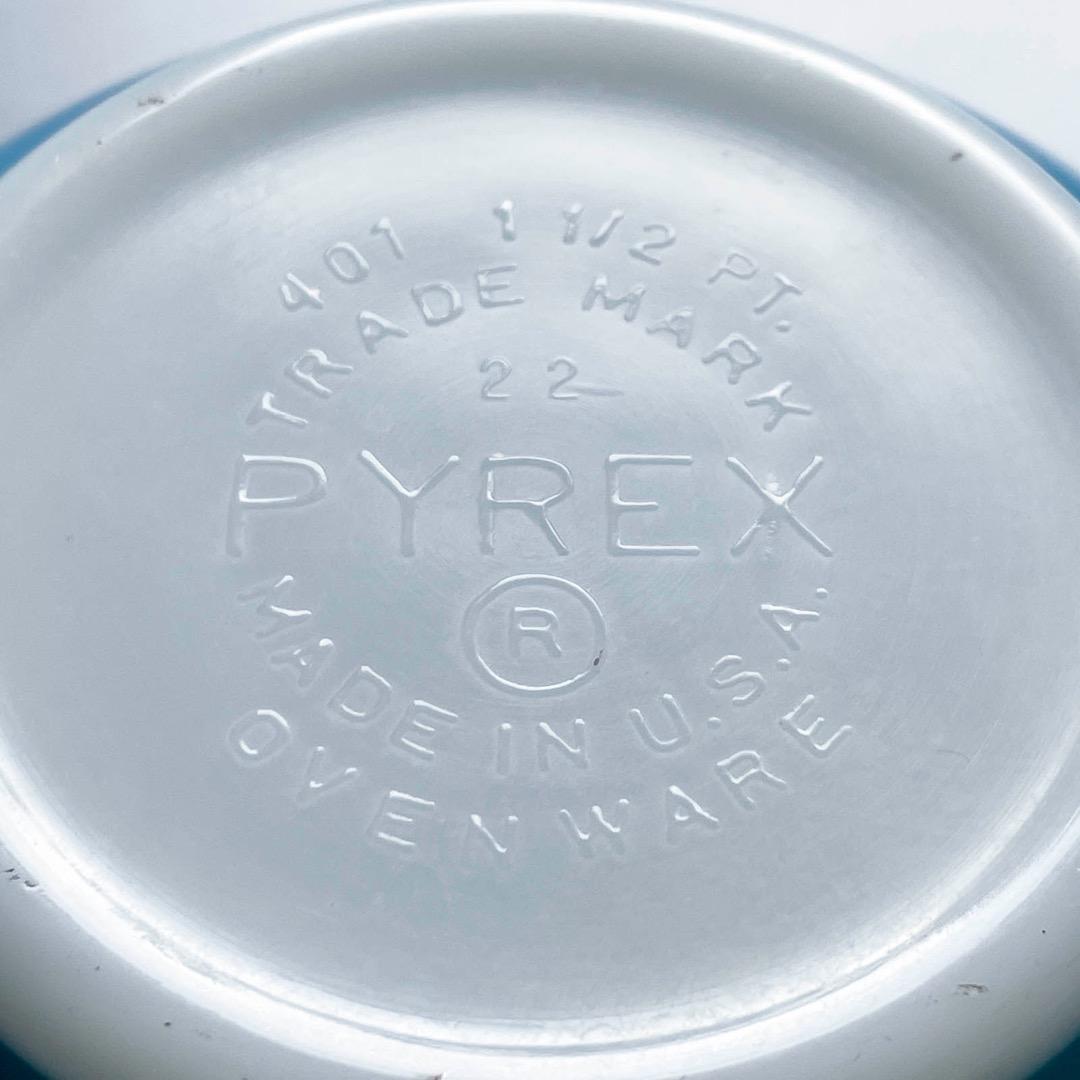 401 1 1/2 PT.
TRADE MARK
22
PYREX
®
MADE IN U.S.A.
OVEN WARE